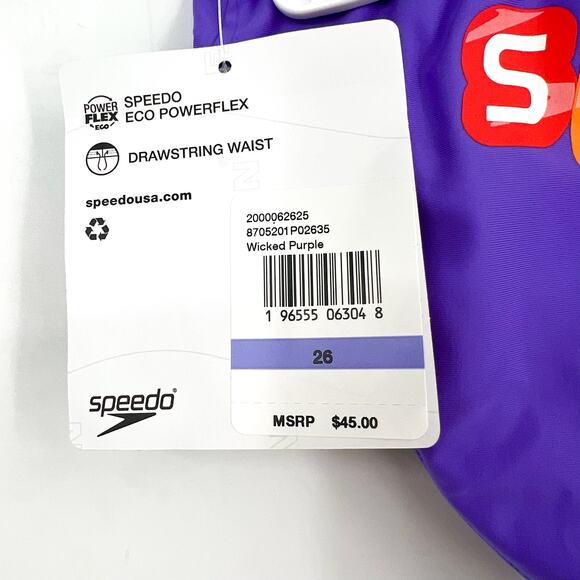 POWER
FLEX
ECO
SPEEDO
ECO POWERFLEX
DRAWSTRING WAIST
speedousa.com
2000062625
8705201P02635
Wicked Purple
1 96555 06304 8
26
MSRP $45.00
speedo
S